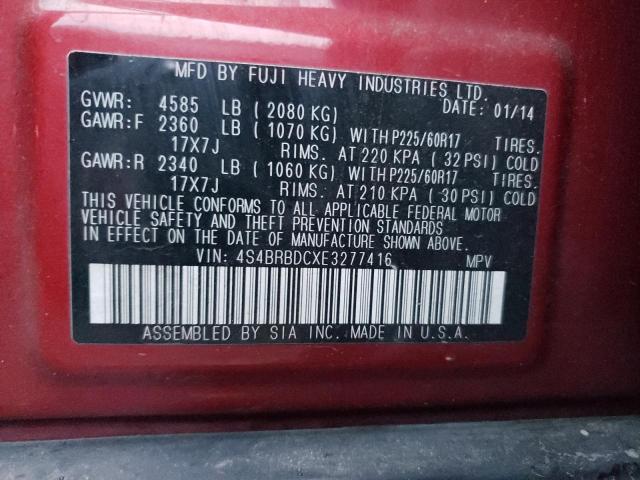 MFD BY FUJI HEAVY INDUSTRIES LTD.
GVWR: 4585 LB ( 2080 KG) DATE: 01/14
GAWR:F 2360 LB ( 1070 KG) WITH P225/60R17 TIRES.
17X7J RIMS. AT 220 KPA ( 32 PSI) COLD
GAWR:R 2340 LB ( 1060 KG) WITH P225/60R17 TIRES.
17X7J RIMS. AT 210 KPA ( 30 PSI) COLD
THIS VEHICLE CONFORMS TO ALL APPLICABLE FEDERAL MOTOR
VEHICLE SAFETY AND THEFT PREVENTION STANDARDS
IN EFFECT ON THE DATE OF MANUFACTURE SHOWN ABOVE.
VIN: 4S4BRBDCXE3277416 MPV
ASSEMBLED BY SIA INC. MADE IN U.S.A.